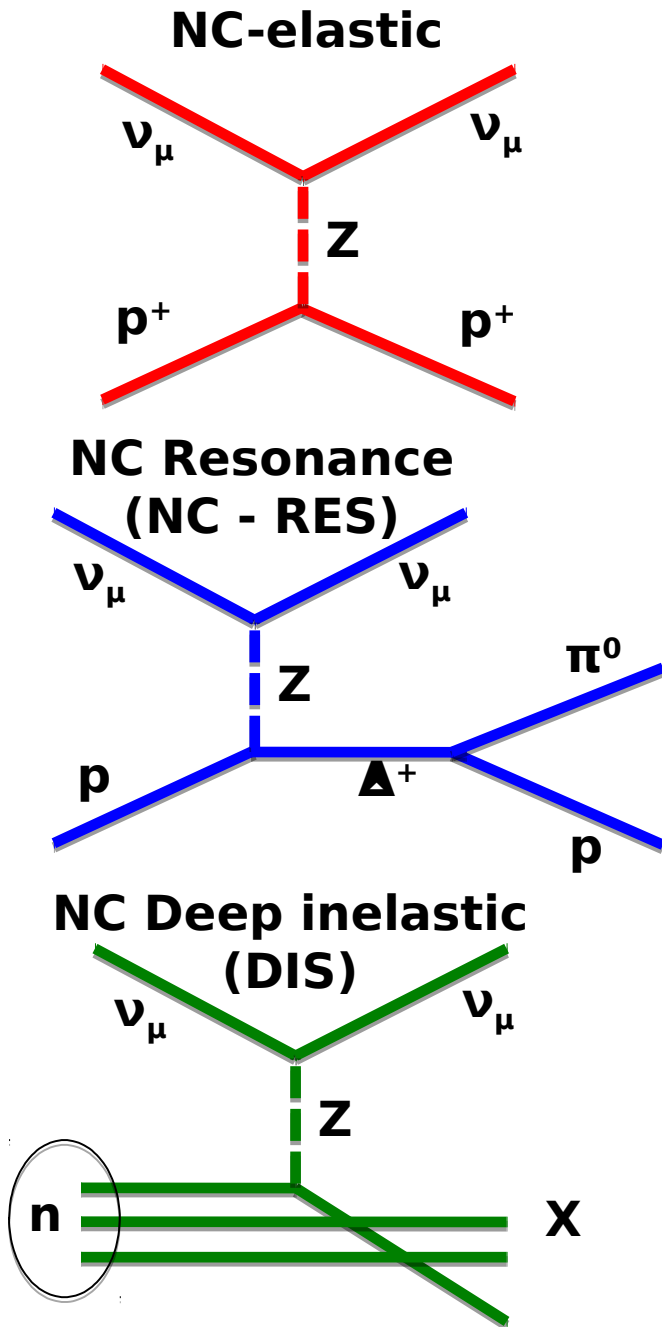 NC-elastic
νμ νμ
Z
p⁺ p⁺
NC Resonance
(NC - RES)
νμ νμ
Z
π⁰
p
Δ⁺
p
NC Deep inelastic
(DIS)
νμ νμ
Z
n X